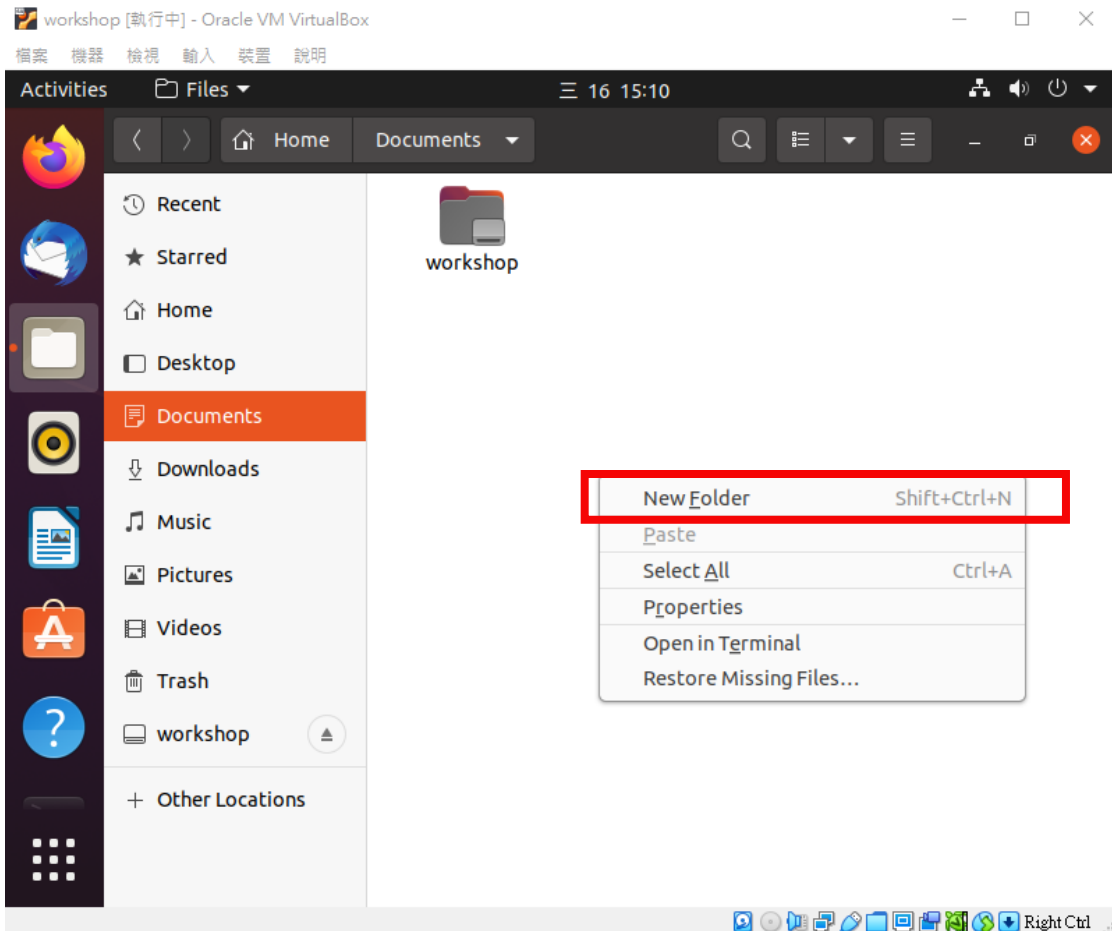 workshop [執行中] - Oracle VM VirtualBox
檔案 機器 檢視 輸入 裝置 說明
Activities Files 三 16 15:10
Home Documents
Recent
Starred
Home
Desktop
Documents
Downloads
Music
Pictures
Videos
Trash
workshop
Other Locations
workshop
New Folder Shift+Ctrl+N
Paste
Select All Ctrl+A
Properties
Open in Terminal
Restore Missing Files...
Right Ctrl